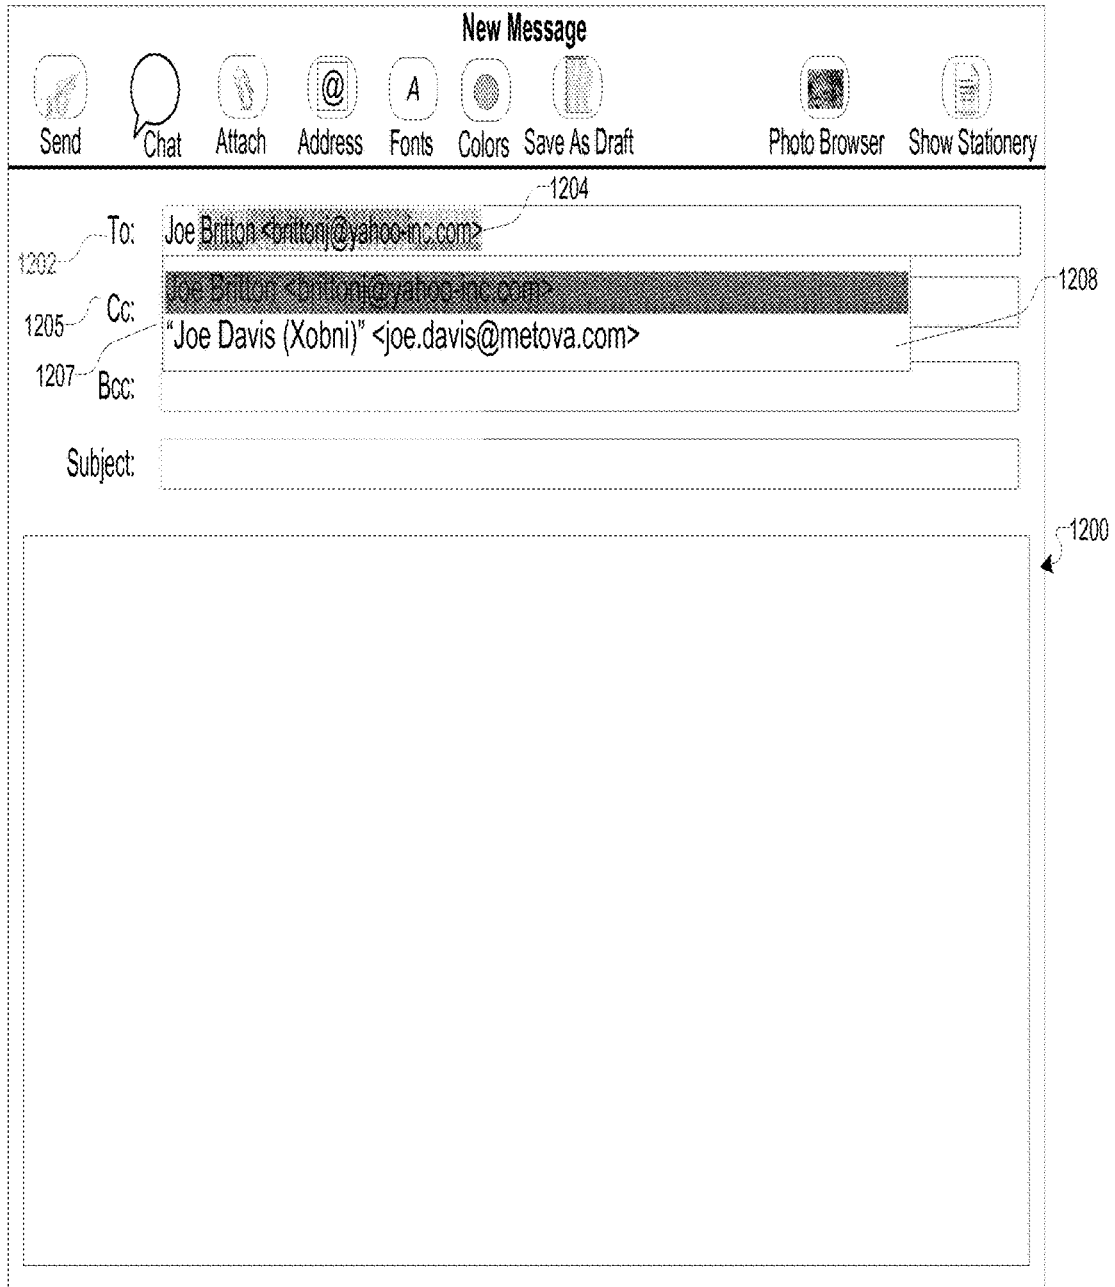 New Message
@ A
Send Chat Attach Address Fonts Colors Save As Draft Photo Browser Show Stationery
1204
To: Joe Britton <brittonj@yahoo-inc.com>
1202
Joe Britton <brittonj@yahoo-inc.com>
1208
1205 Cc:
"Joe Davis (Xobni)" <joe.davis@metova.com>
1207 Bcc:
Subject:
1200